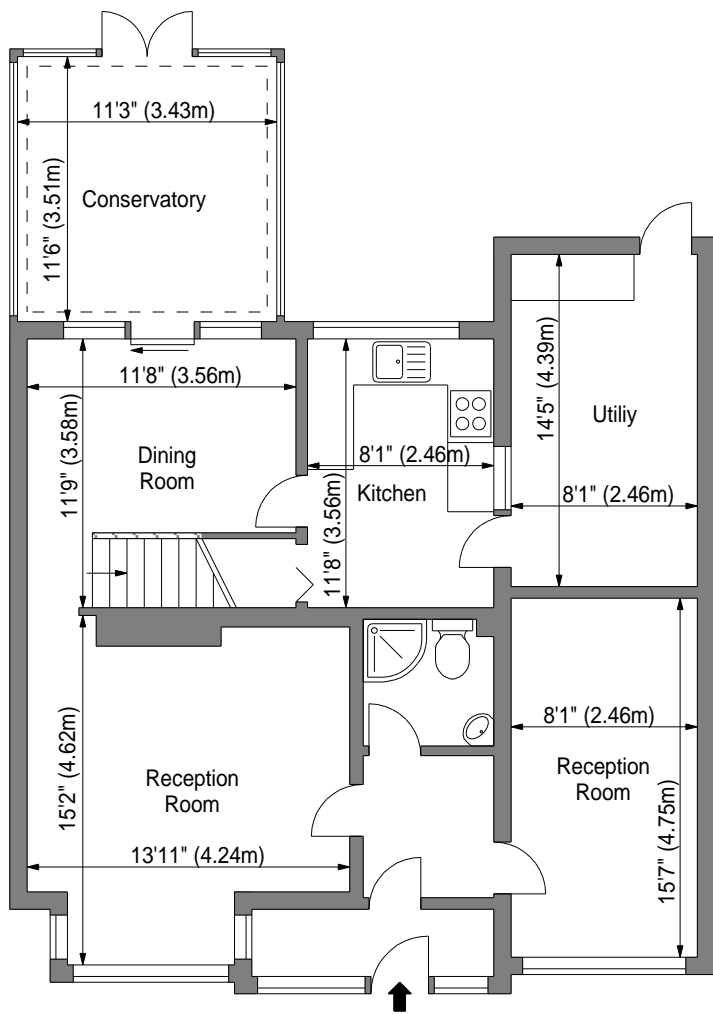 11'3" (3.43m)
11'6" (3.51m)
Conservatory
11'8" (3.56m)
11'9" (3.58m)
Dining
Room
8'1" (2.46m)
Kitchen
11'8" (3.56m)
14'5" (4.39m)
Utiliy
8'1" (2.46m)
15'2" (4.62m)
Reception
Room
13'11" (4.24m)
8'1" (2.46m)
Reception
Room
15'7" (4.75m)